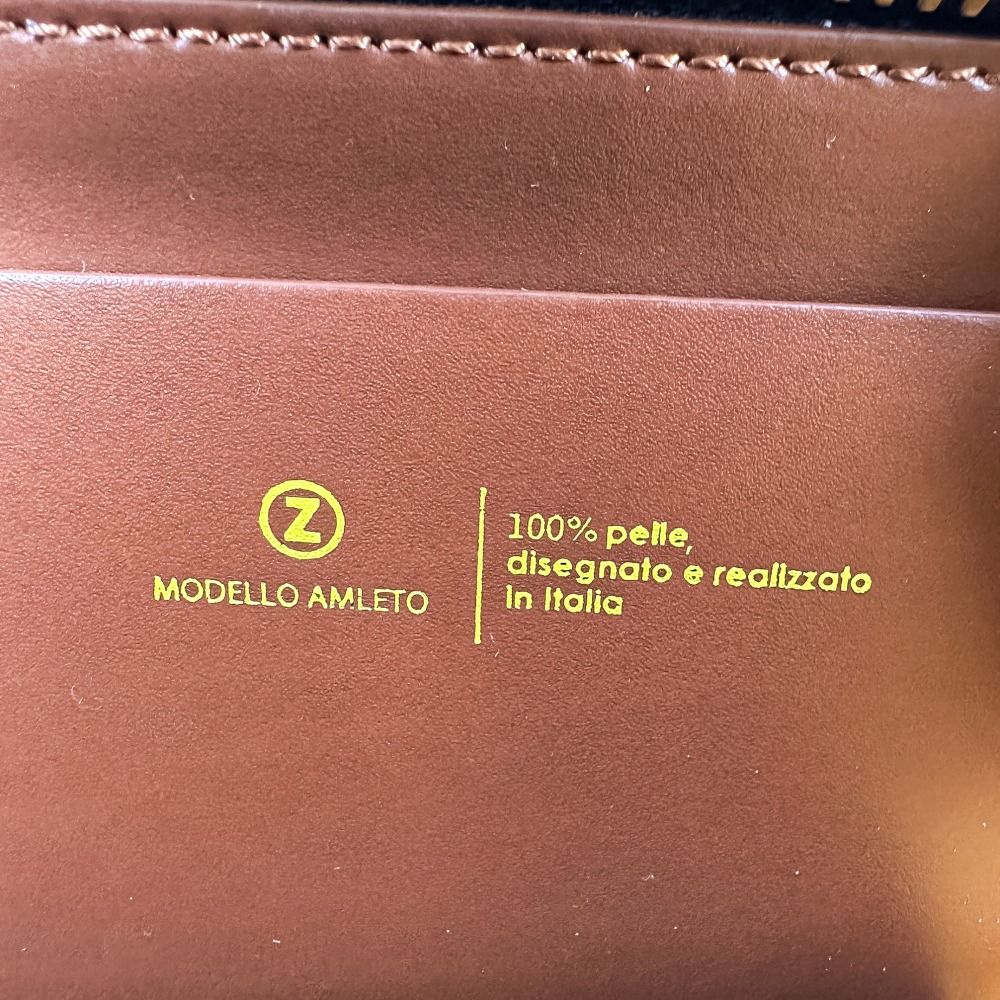 Z
MODELLO AMLETO
100% pelle,
disegnato e realizzato
in Italia